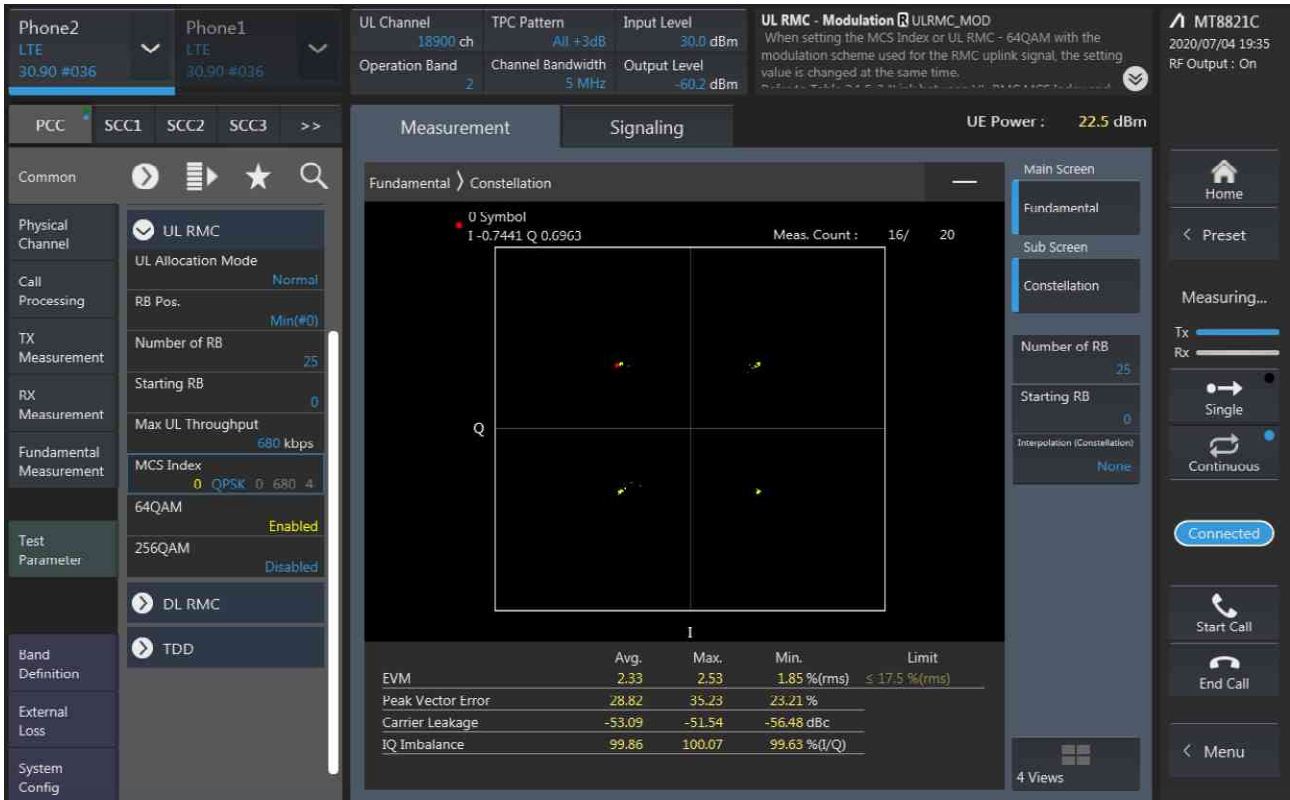 Phone2
LTE
30.90 #036
Phone1
LTE
30.90 #036
UL Channel
18900 ch
TPC Pattern
All +3dB
Input Level
30.0 dBm
Operation Band
2
Channel Bandwidth
5 MHz
Output Level
-60.2 dBm
UL RMC - Modulation R ULRMC_MOD
When setting the MCS Index or UL RMC - 64QAM with the
modulation scheme used for the RMC uplink signal, the setting
value is changed at the same time.
MT8821C
2020/07/04 19:35
RF Output : On
PCC SCC1 SCC2 SCC3 >>
Measurement
Signaling
UE Power : 22.5 dBm
Common
Physical
Channel
Call
Processing
TX
Measurement
RX
Measurement
Fundamental
Measurement
Test
Parameter
Band
Definition
External
Loss
System
Config
UL RMC
UL Allocation Mode
Normal
RB Pos.
Min(#0)
Number of RB
25
Starting RB
0
Max UL Throughput
680 kbps
MCS Index
0 QPSK 0 680 4
64QAM
Enabled
256QAM
Disabled
DL RMC
TDD
Fundamental 〉 Constellation
0 Symbol
I -0.7441 Q 0.6963
Meas. Count : 16/ 20
Q
I
Avg. Max. Min. Limit
EVM 2.33 2.53 1.85 %(rms) ≤ 17.5 %(rms)
Peak Vector Error 28.82 35.23 23.21 %
Carrier Leakage -53.09 -51.54 -56.48 dBc
IQ Imbalance 99.86 100.07 99.63 %(I/Q)
Main Screen
Fundamental
Sub Screen
Constellation
Number of RB
25
Starting RB
0
Interpolation (Constellation)
None
4 Views
Home
< Preset
Measuring...
Tx
Rx
Single
Continuous
Connected
Start Call
End Call
< Menu